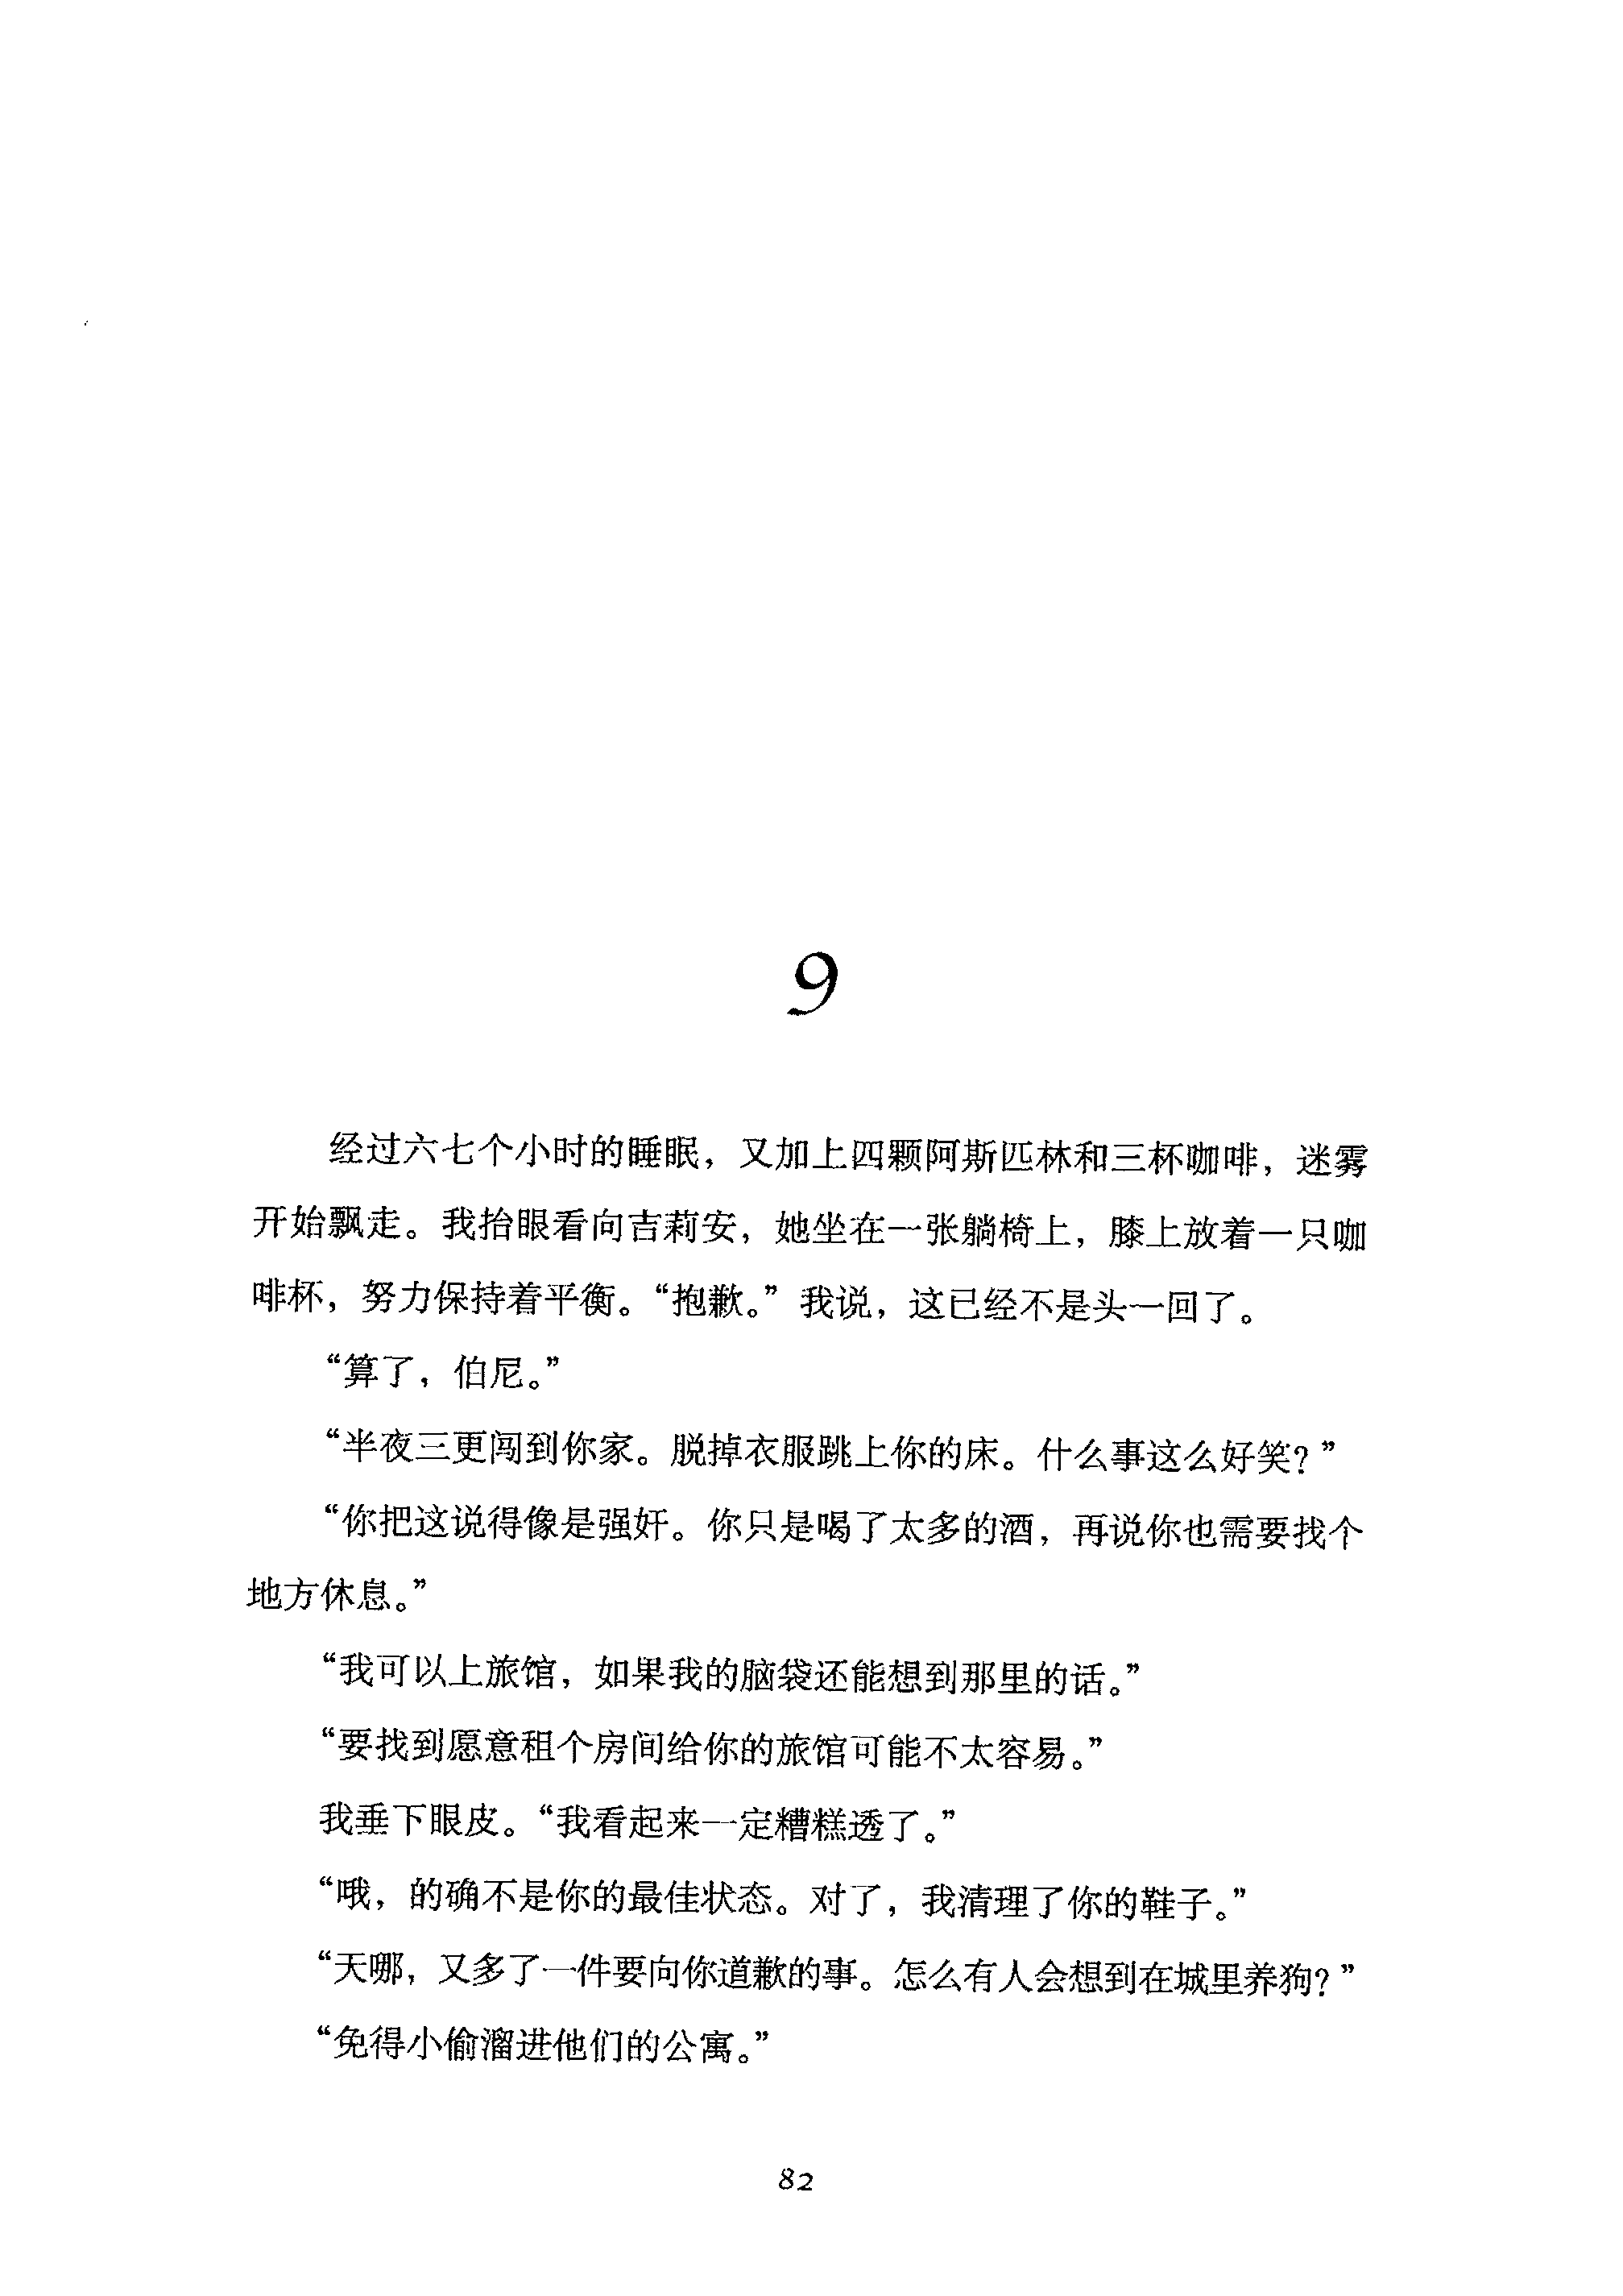 9
经过六七个小时的睡眠，又加上四颗阿斯匹林和三杯咖啡，迷雾
开始飘走。我抬眼看向吉莉安，她坐在一张躺椅上，膝上放着一只咖
啡杯，努力保持着平衡。“抱歉。”我说，这已经不是头一回了。
“算了，伯尼。”
“半夜三更闯到你家。脱掉衣服跳上你的床。什么事这么好笑？”
“你把这说得像是强奸。你只是喝了太多的酒，再说你也需要找个
地方休息。”
“我可以上旅馆，如果我的脑袋还能想到那里的话。”
“要找到愿意租个房间给你的旅馆可能不太容易。”
我垂下眼皮。“我看起来一定糟糕透了。”
“哦，的确不是你的最佳状态。对了，我清理了你的鞋子。”
“天哪，又多了一件要向你道歉的事。怎么有人会想到在城里养狗？”
“免得小偷溜进他们的公寓。”
82